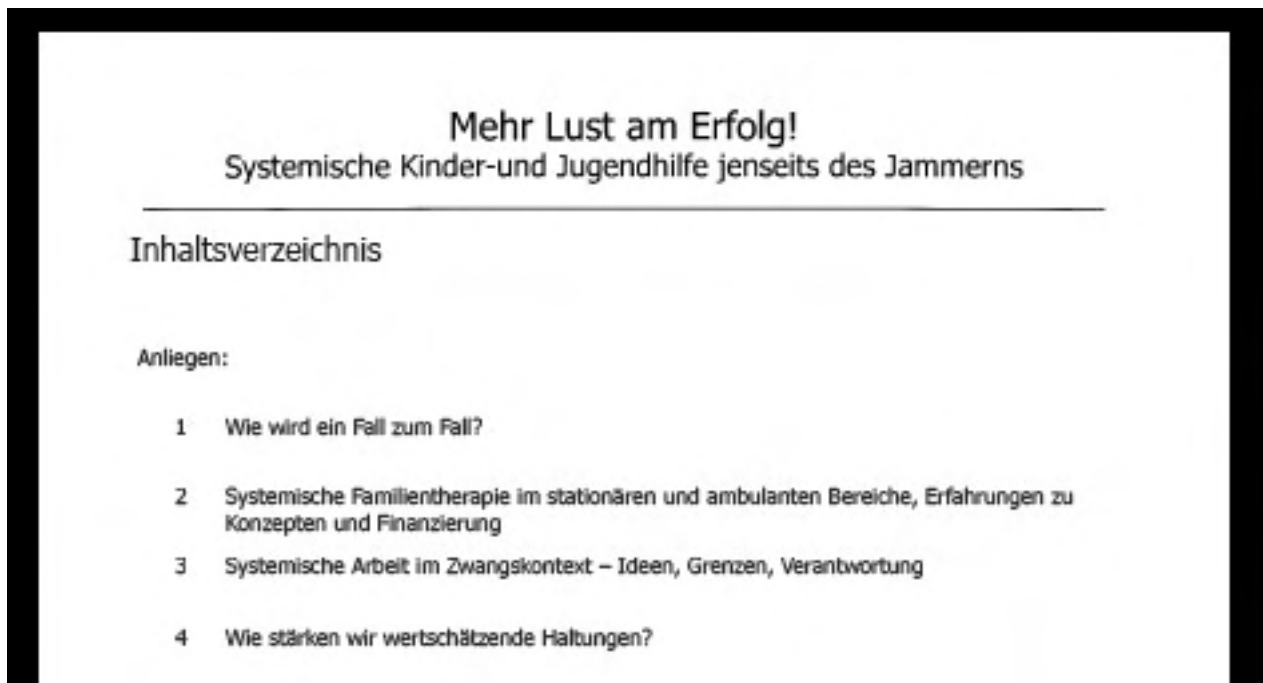 Mehr Lust am Erfolg!
Systemische Kinder-und Jugendhilfe jenseits des Jammerns
Inhaltsverzeichnis
Anliegen:
1 Wie wird ein Fall zum Fall?
2 Systemische Familientherapie im stationären und ambulanten Bereiche, Erfahrungen zu
Konzepten und Finanzierung
3 Systemische Arbeit im Zwangskontext – Ideen, Grenzen, Verantwortung
4 Wie stärken wir wertschätzende Haltungen?